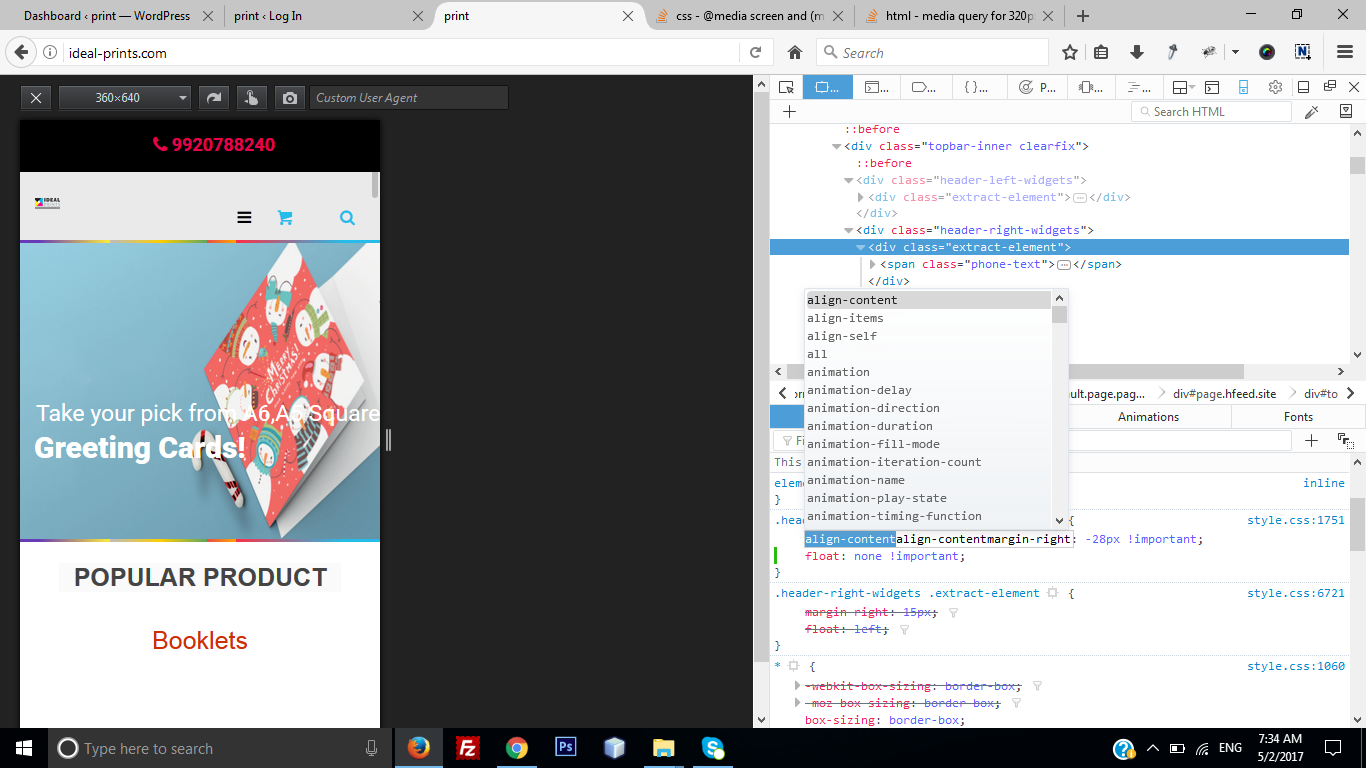 Dashboard ‹ print — WordPress
print ‹ Log In
print
css - @media screen and (m
html - media query for 320p
ideal-prints.com
Search
360×640
Custom User Agent
P...
Search HTML
9920788240
IDEAL
PRINTS
Take your pick from A6,A5,Square
Greeting Cards!
POPULAR PRODUCT
Booklets
::before
<div class="topbar-inner clearfix">
::before
<div class="header-left-widgets">
<div class="extract-element"></div>
</div>
<div class="header-right-widgets">
<div class="extract-element">
<span class="phone-text"></span>
</div>
align-content
align-items
align-self
all
animation
animation-delay
animation-direction
animation-duration
animation-fill-mode
animation-iteration-count
animation-name
animation-play-state
animation-timing-function
ault.page.pag...
div#page.hfeed.site
div#to
Animations
Fonts
Fi
This
elem
inline
}
.head
{
style.css:1751
align-contentalign-contentmargin-right: -28px !important;
float: none !important;
}
.header-right-widgets .extract-element {
style.css:6721
margin-right: 15px;
float: left;
}
* {
style.css:1060
-webkit-box-sizing: border-box;
-moz-box-sizing: border-box;
box-sizing: border-box;
Type here to search
Fz
Ps
ENG
7:34 AM
5/2/2017